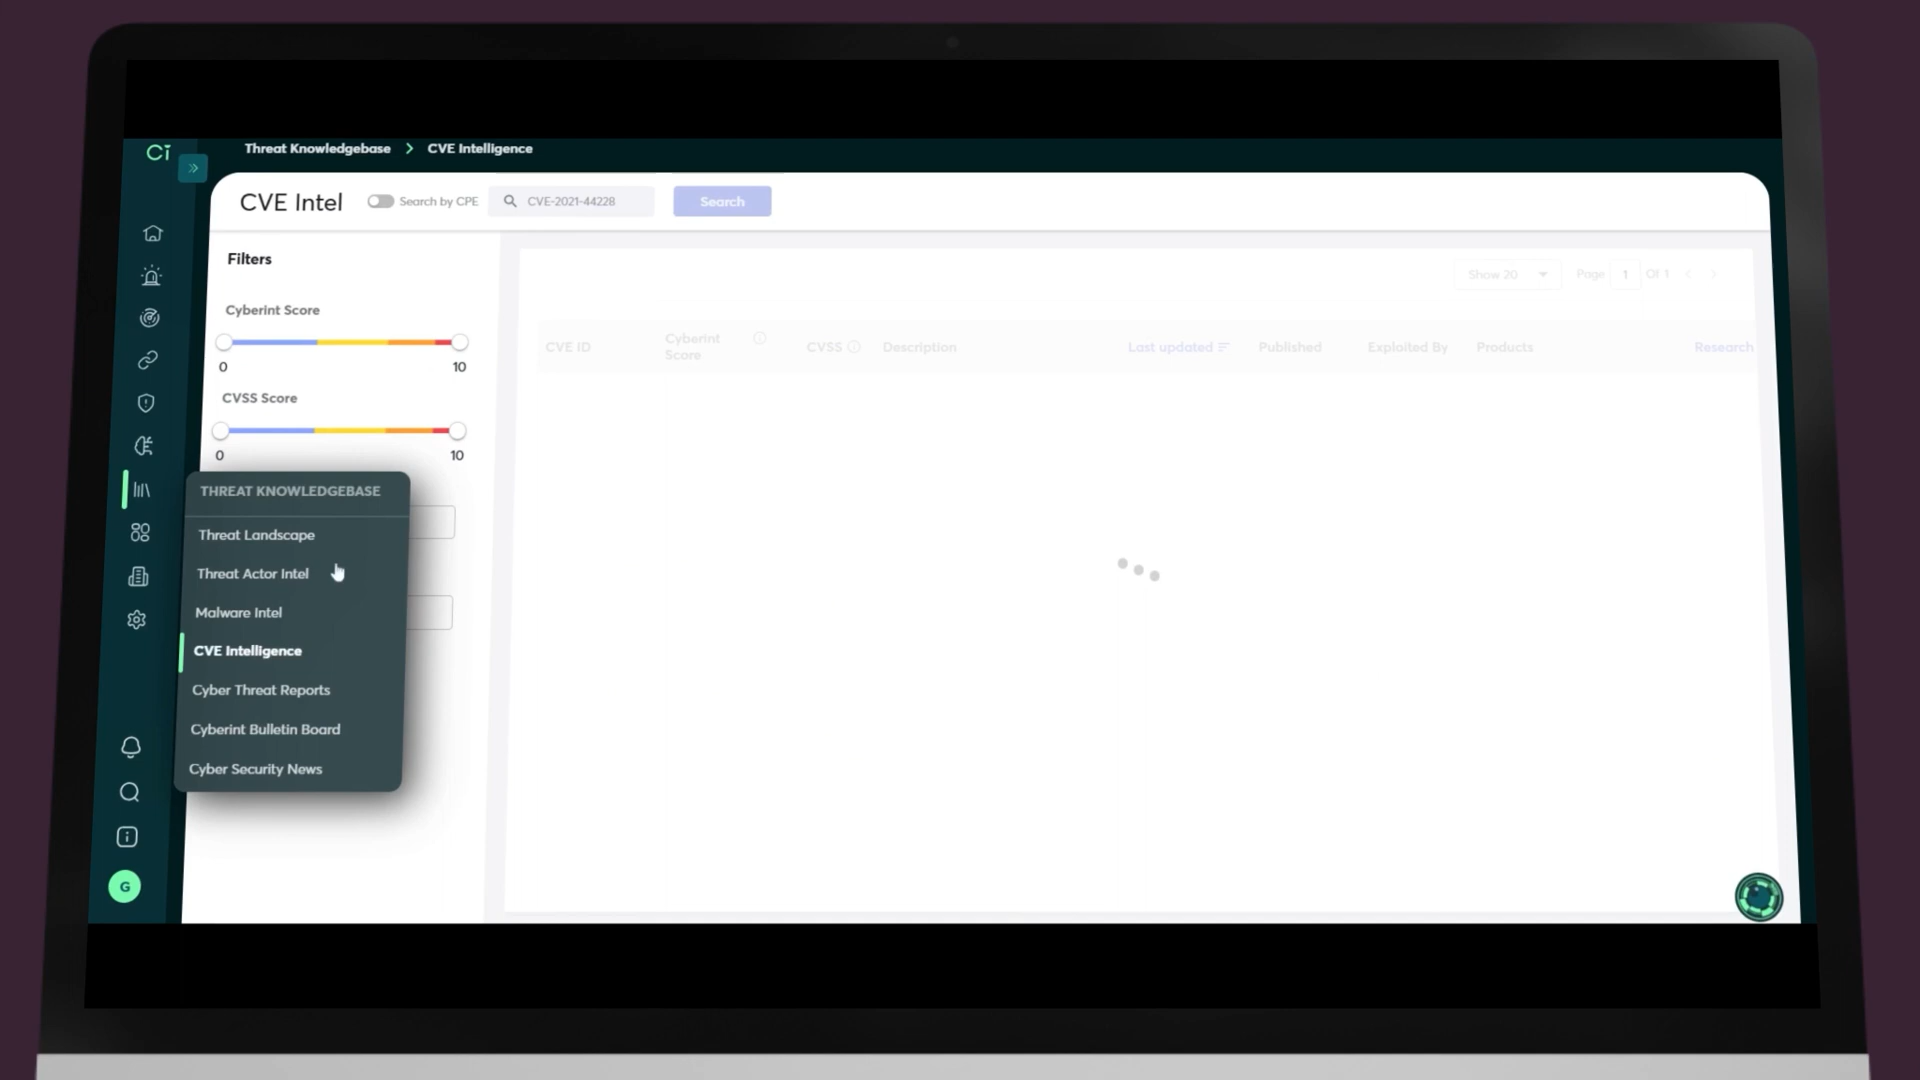 Ci
Threat Knowledgebase > CVE Intelligence
CVE Intel
Search by CPE
CVE-2021-44228
Search
Filters
Cyberint Score
0 10
CVSS Score
0 10
Show 20
Page 1 Of 1
CVE ID
Cyberint Score
CVSS
Description
Last updated
Published
Exploited By
Products
Research
THREAT KNOWLEDGEBASE
Threat Landscape
Threat Actor Intel
Malware Intel
CVE Intelligence
Cyber Threat Reports
Cyberint Bulletin Board
Cyber Security News
G